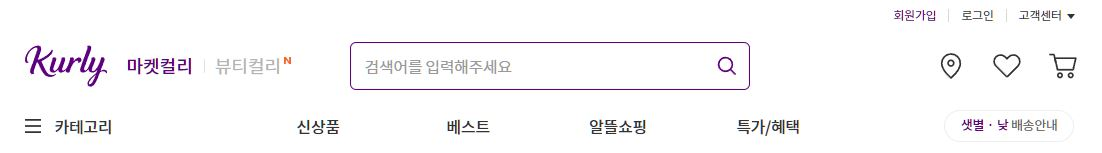 회원가입 로그인 고객센터
Kurly 마켓컬리 뷰티컬리 N 검색어를 입력해주세요
카테고리 신상품 베스트 알뜰쇼핑 특가/혜택 샛별·낮 배송안내